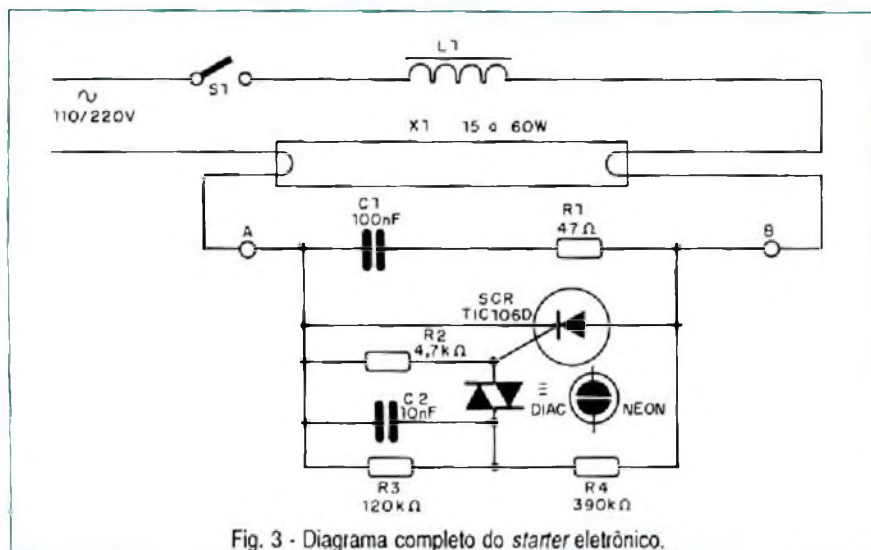 L1
S1
110/220V
X1 15 a 60W
C1
100nF
R1
47Ω
A
B
SCR
TIC106D
R2
4,7kΩ
C2
10nF
DIAC
NEON
R3
120kΩ
R4
390kΩ
Fig. 3 - Diagrama completo do starter eletrônico.